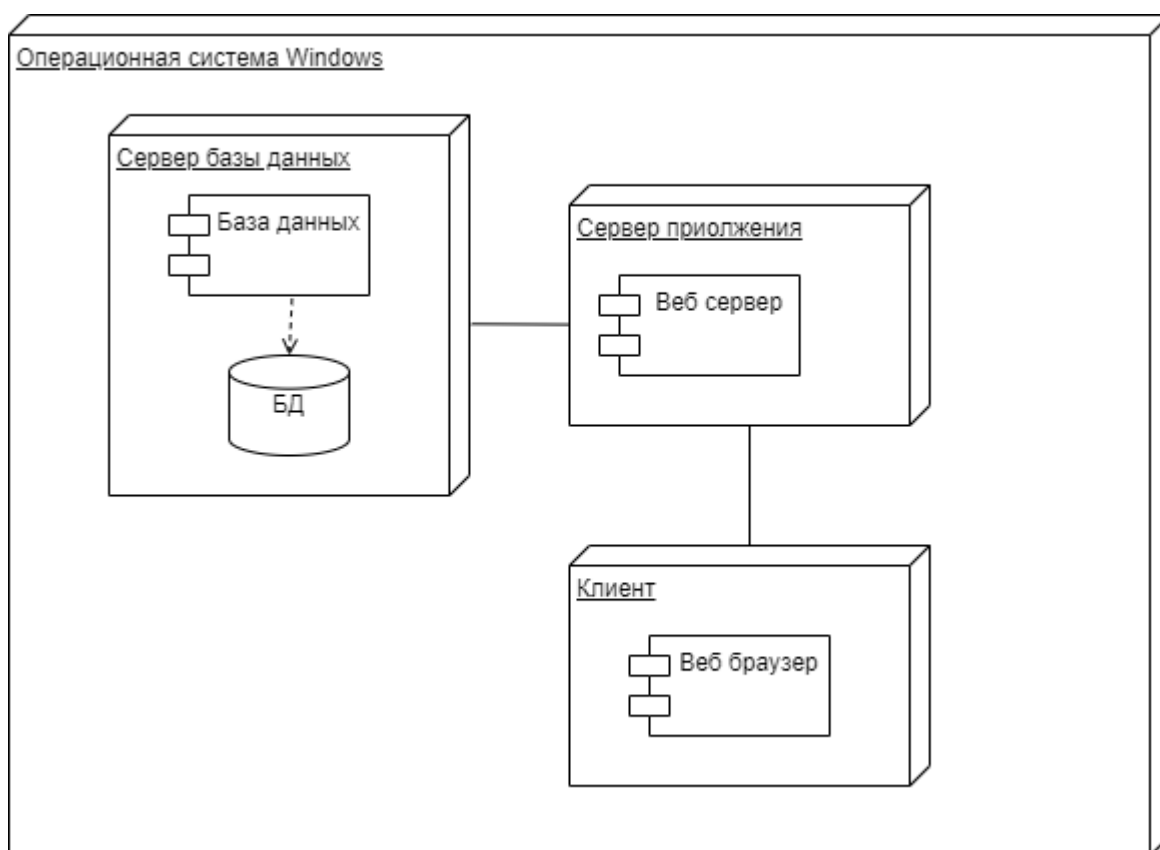 Операционная система Windows
Сервер базы данных
База данных
БД
Сервер приолжения
Веб сервер
Клиент
Веб браузер